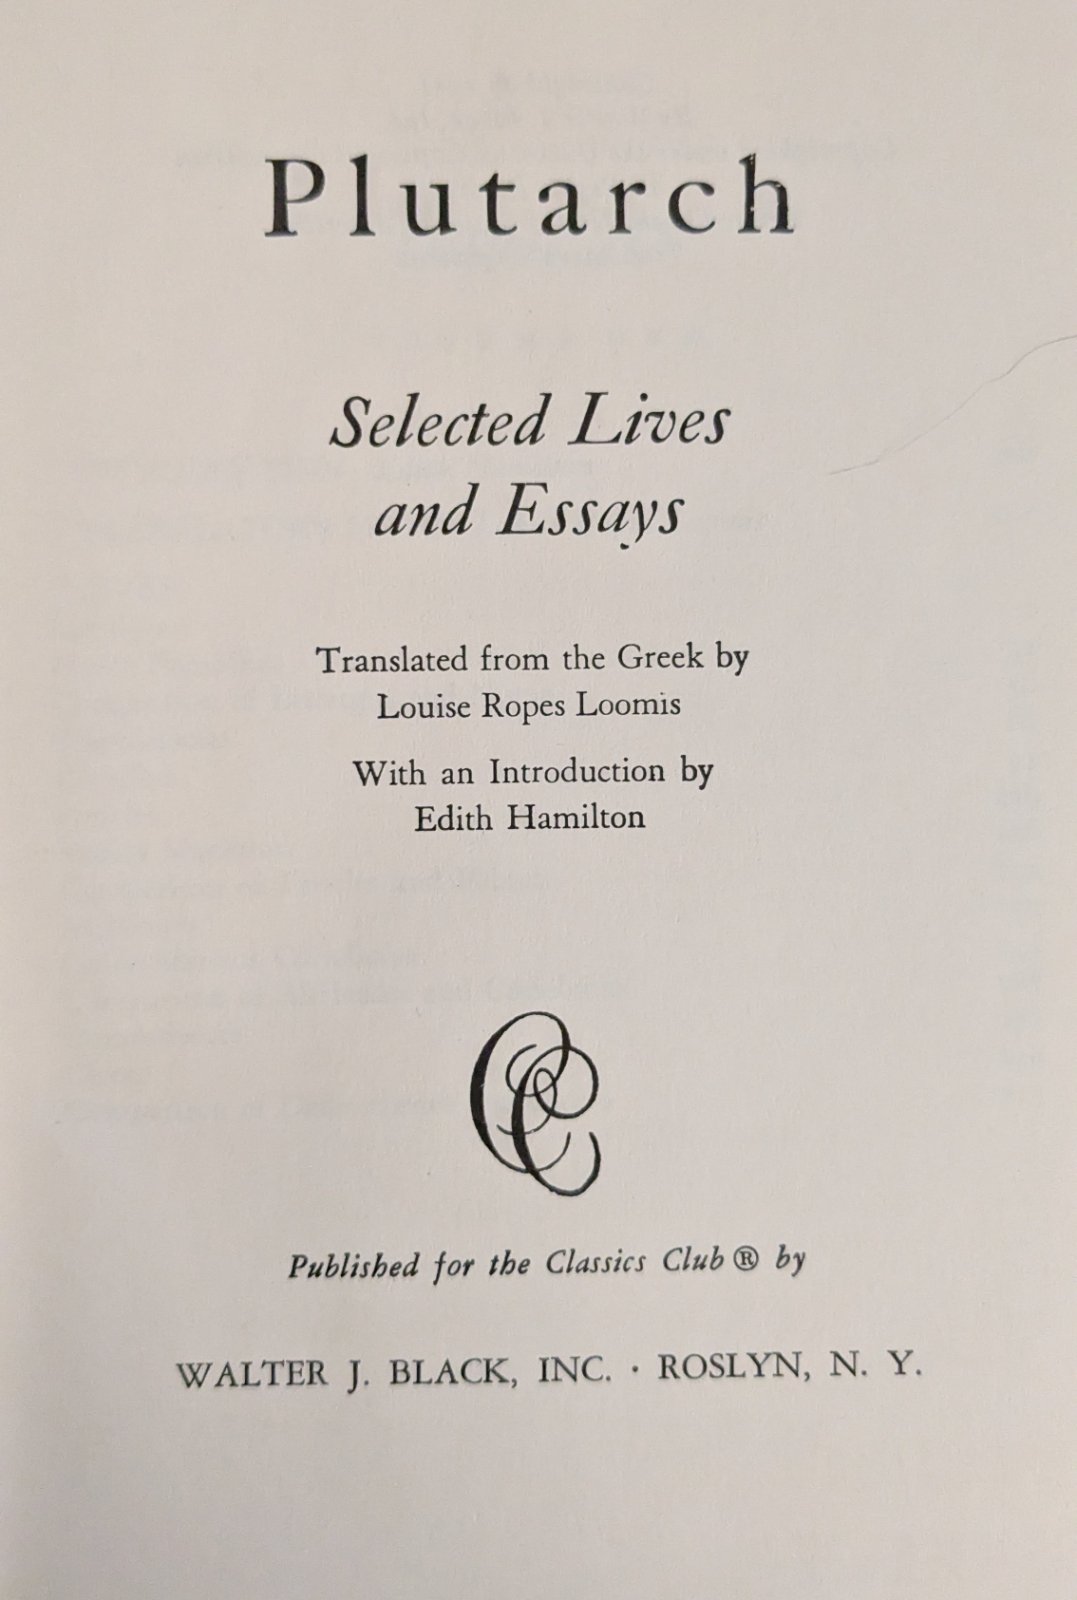 Plutarch
Selected Lives
and Essays
Translated from the Greek by
Louise Ropes Loomis
With an Introduction by
Edith Hamilton
CC
Published for the Classics Club ® by
WALTER J. BLACK, INC. · ROSLYN, N. Y.